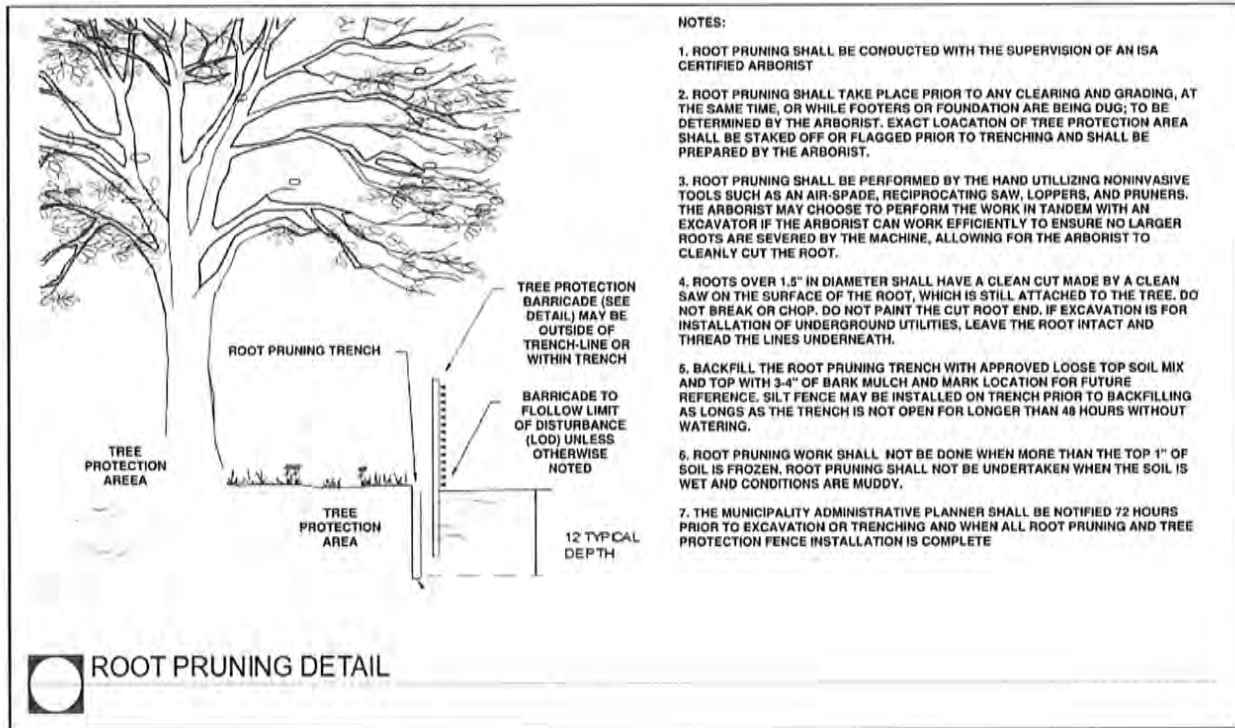 NOTES:
1. ROOT PRUNING SHALL BE CONDUCTED WITH THE SUPERVISION OF AN ISA
CERTIFIED ARBORIST
2. ROOT PRUNING SHALL TAKE PLACE PRIOR TO ANY CLEARING AND GRADING, AT
THE SAME TIME, OR WHILE FOOTERS OR FOUNDATION ARE BEING DUG; TO BE
DETERMINED BY THE ARBORIST. EXACT LOACATION OF TREE PROTECTION AREA
SHALL BE STAKED OFF OR FLAGGED PRIOR TO TRENCHING AND SHALL BE
PREPARED BY THE ARBORIST.
3. ROOT PRUNING SHALL BE PERFORMED BY THE HAND UTILLIZING NONINVASIVE
TOOLS SUCH AS AN AIR-SPADE, RECIPROCATING SAW, LOPPERS, AND PRUNERS.
THE ARBORIST MAY CHOOSE TO PERFORM THE WORK IN TANDEM WITH AN
EXCAVATOR IF THE ARBORIST CAN WORK EFFICIENTLY TO ENSURE NO LARGER
ROOTS ARE SEVERED BY THE MACHINE, ALLOWING FOR THE ARBORIST TO
CLEANLY CUT THE ROOT.
4. ROOTS OVER 1.5" IN DIAMETER SHALL HAVE A CLEAN CUT MADE BY A CLEAN
SAW ON THE SURFACE OF THE ROOT, WHICH IS STILL ATTACHED TO THE TREE. DO
NOT BREAK OR CHOP. DO NOT PAINT THE CUT ROOT END. IF EXCAVATION IS FOR
INSTALLATION OF UNDERGROUND UTILITIES, LEAVE THE ROOT INTACT AND
THREAD THE LINES UNDERNEATH.
5. BACKFILL THE ROOT PRUNING TRENCH WITH APPROVED LOOSE TOP SOIL MIX
AND TOP WITH 3-4" OF BARK MULCH AND MARK LOCATION FOR FUTURE
REFERENCE. SILT FENCE MAY BE INSTALLED ON TRENCH PRIOR TO BACKFILLING
AS LONGS AS THE TRENCH IS NOT OPEN FOR LONGER THAN 48 HOURS WITHOUT
WATERING.
6. ROOT PRUNING WORK SHALL NOT BE DONE WHEN MORE THAN THE TOP 1" OF
SOIL IS FROZEN. ROOT PRUNING SHALL NOT BE UNDERTAKEN WHEN THE SOIL IS
WET AND CONDITIONS ARE MUDDY.
7. THE MUNICIPALITY ADMINISTRATIVE PLANNER SHALL BE NOTIFIED 72 HOURS
PRIOR TO EXCAVATION OR TRENCHING AND WHEN ALL ROOT PRUNING AND TREE
PROTECTION FENCE INSTALLATION IS COMPLETE
TREE PROTECTION
BARRICADE (SEE
DETAIL) MAY BE
OUTSIDE OF
TRENCH-LINE OR
WITHIN TRENCH
ROOT PRUNING TRENCH
BARRICADE TO
FLOLLOW LIMIT
OF DISTURBANCE
(LOD) UNLESS
OTHERWISE
NOTED
TREE
PROTECTION
AREEA
TREE
PROTECTION
AREA
12 TYPICAL
DEPTH
ROOT PRUNING DETAIL